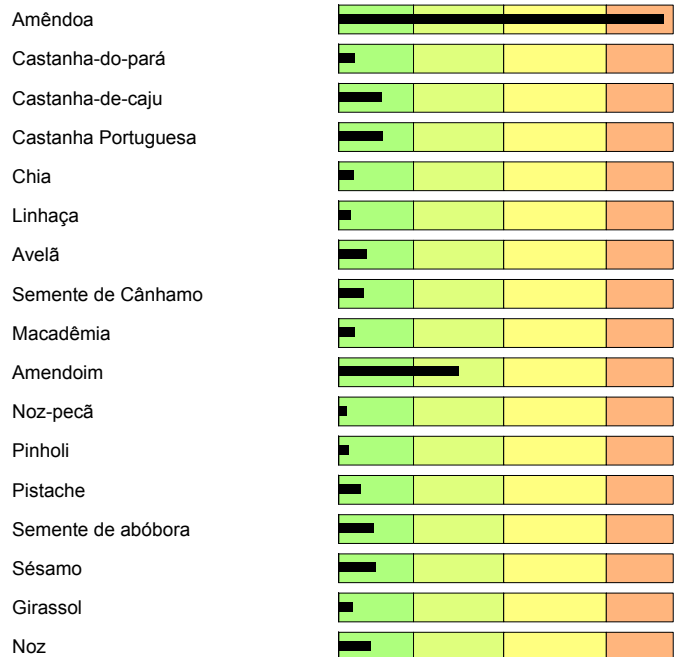 Amêndoa
Castanha-do-pará
Castanha-de-caju
Castanha Portuguesa
Chia
Linhaça
Avelã
Semente de Cânhamo
Macadêmia
Amendoim
Noz-pecã
Pinholi
Pistache
Semente de abóbora
Sésamo
Girassol
Noz